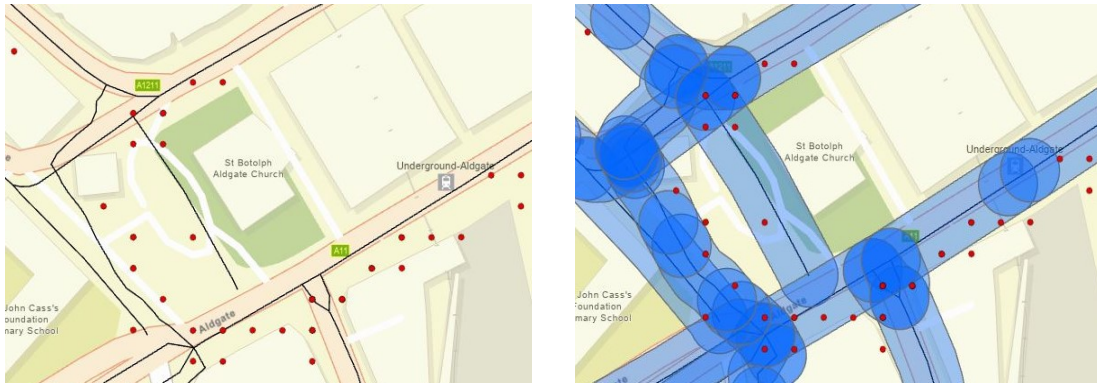 A1211
St Botolph
Aldgate Church
Underground-Aldgate
A11
John Cass's
oundation
mary School
Aldgate
A1211
St Botolph
Aldgate Church
Underground-Aldgate
A11
John Cass's
Foundation
mary School
Aldgate